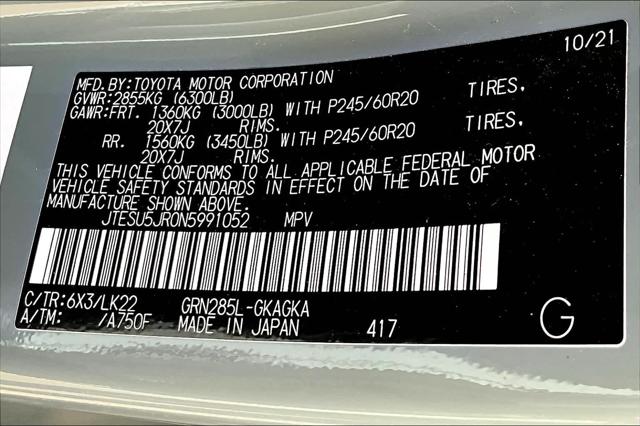 10/21
MFD.BY:TOYOTA MOTOR CORPORATION
GVWR:2855KG (6300LB)
GAWR:FRT. 1360KG (3000LB) WITH P245/60R20 TIRES,
20X7J RIMS.
RR. 1560KG (3450LB) WITH P245/60R20 TIRES,
20X7J RIMS.
THIS VEHICLE CONFORMS TO ALL APPLICABLE FEDERAL MOTOR
VEHICLE SAFETY STANDARDS IN EFFECT ON THE DATE OF
MANUFACTURE SHOWN ABOVE.
JTESU5JR0N5991052 MPV
C/TR:6X3/LK22 GRN285L-GKAGKA
A/TM: /A750F MADE IN JAPAN 417 G